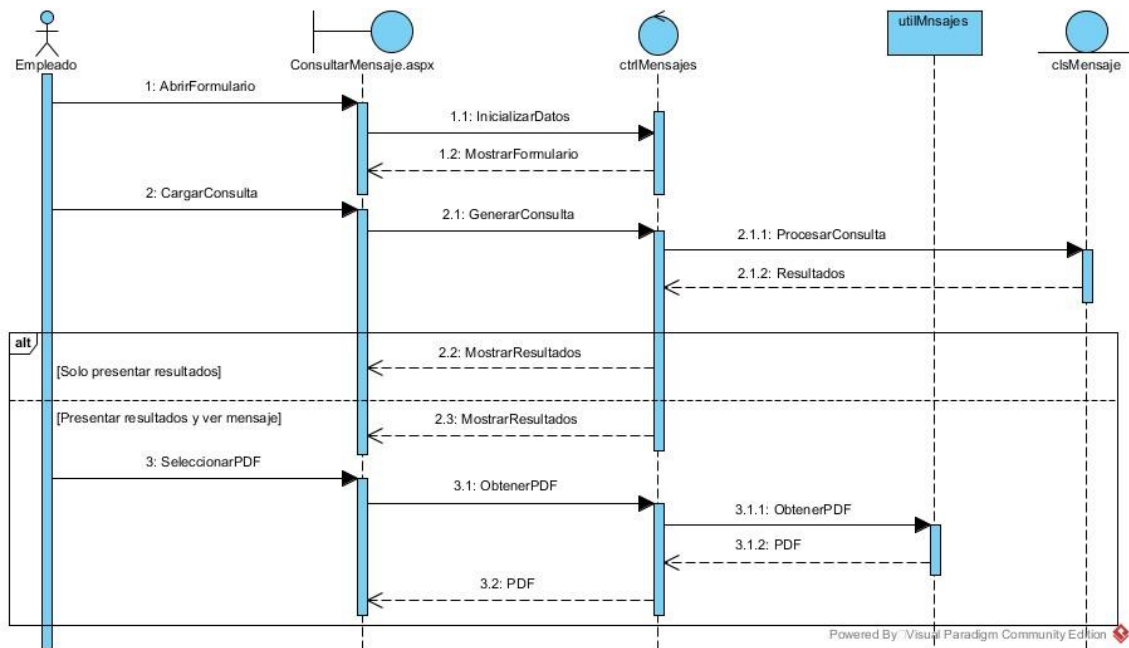 utilMnsajes
Empleado
ConsultarMensaje.aspx
ctrlMensajes
clsMensaje
1: AbrirFormulario
1.1: InicializarDatos
1.2: MostrarFormulario
2: CargarConsulta
2.1: GenerarConsulta
2.1.1: ProcesarConsulta
2.1.2: Resultados
alt
2.2: MostrarResultados
[Solo presentar resultados]
[Presentar resultados y ver mensaje]
2.3: MostrarResultados
3: SeleccionarPDF
3.1: ObtenerPDF
3.1.1: ObtenerPDF
3.1.2: PDF
3.2: PDF
Powered By Visual Paradigm Community Edition